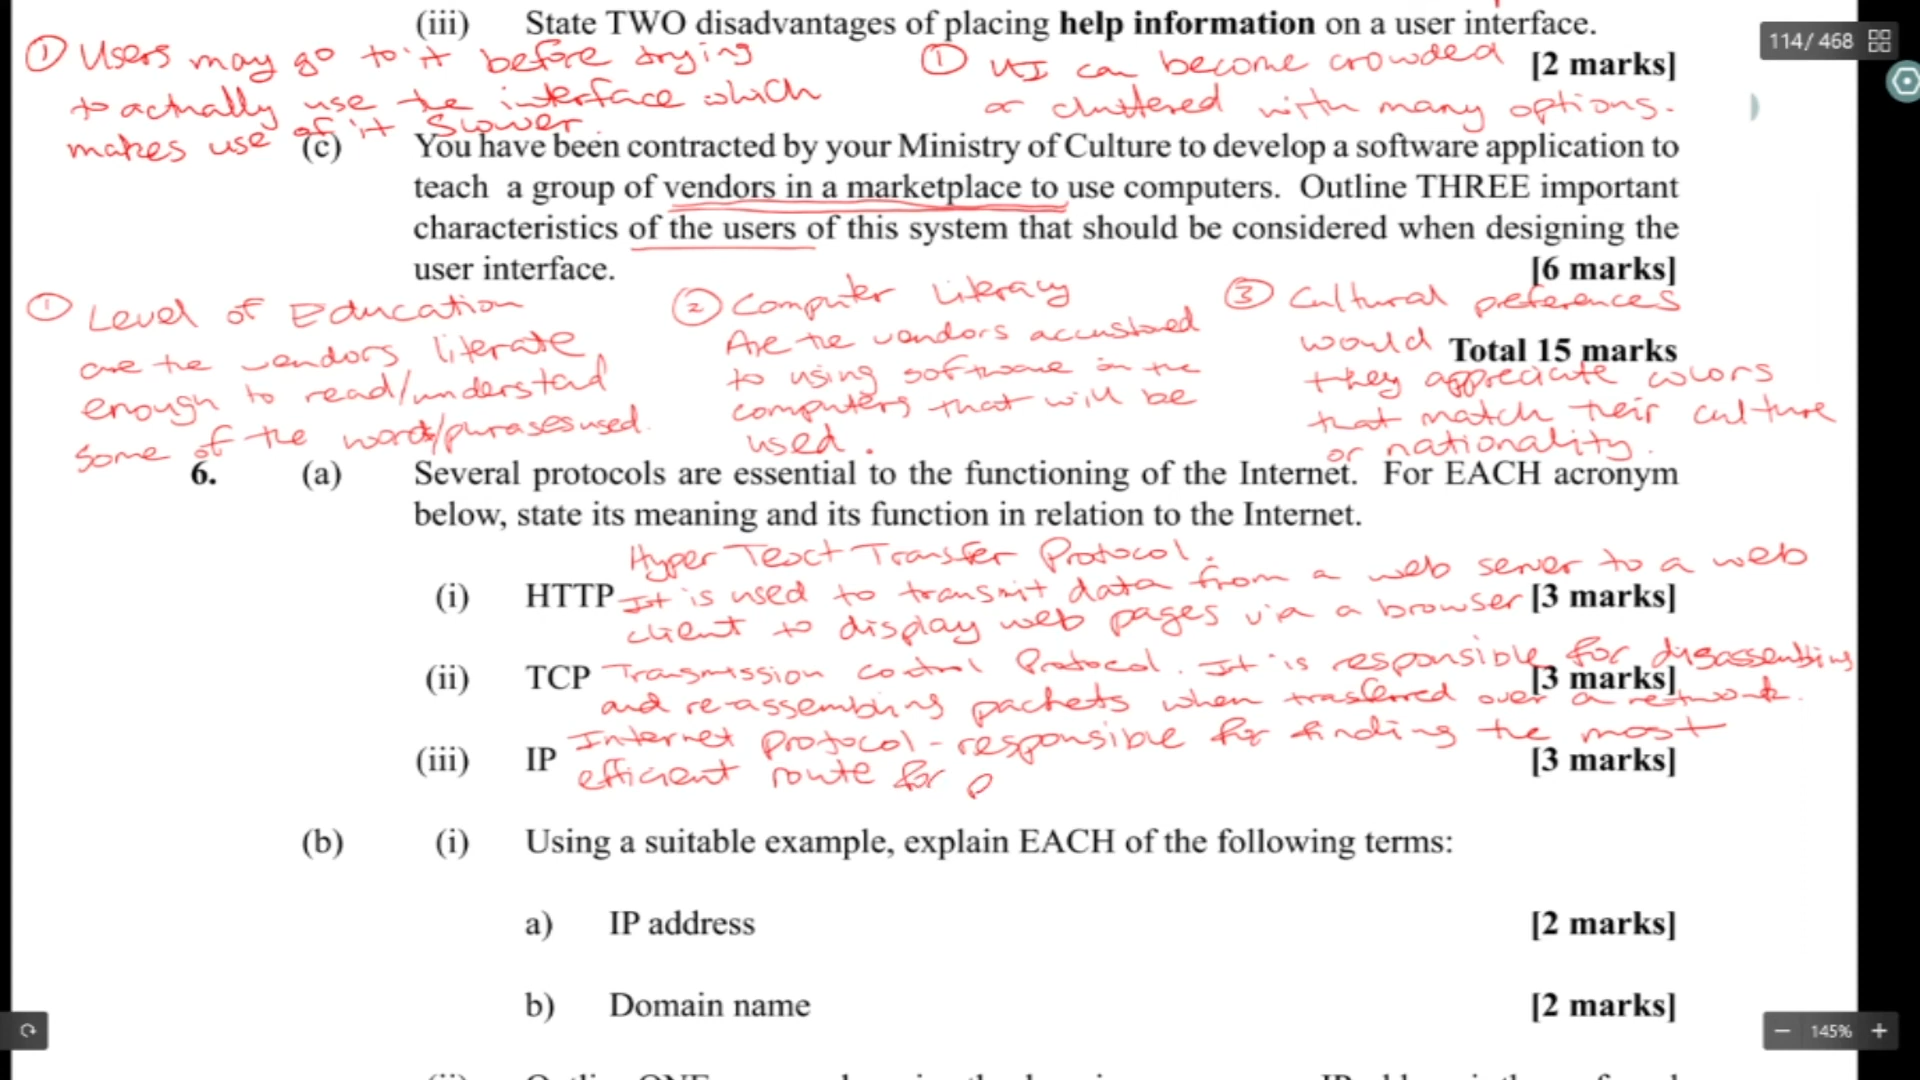 (iii) State TWO disadvantages of placing help information on a user interface.
114/ 468
[2 marks]
① Users may go to it before trying
to actually use the interface which
makes use of it slower.
① UI can become crowded
or cluttered with many options.
(c) You have been contracted by your Ministry of Culture to develop a software application to
teach a group of vendors in a marketplace to use computers. Outline THREE important
characteristics of the users of this system that should be considered when designing the
user interface.
[6 marks]
① Level of Education
are the vendors literate
enough to read/understand
some of the words/phrases used.
② Computer Literacy
Are the vendors accustomed
to using software in the
computers that will be
used.
③ Cultural preferences
would
they appreciate colors
that match their culture
or nationality.
Total 15 marks
6. (a) Several protocols are essential to the functioning of the Internet. For EACH acronym
below, state its meaning and its function in relation to the Internet.
Hyper Text Transfer Protocol.
(i) HTTP It is used to transmit data from a web server to a web
client to display web pages via a browser [3 marks]
(ii) TCP Transmission control Protocol. It is responsible for disassembling
[3 marks]
and re-assembling packets when trasferred over a network.
Internet Protocol - responsible for finding the most
(iii) IP efficient route for p
[3 marks]
(b) (i) Using a suitable example, explain EACH of the following terms:
a) IP address [2 marks]
b) Domain name [2 marks]
145%